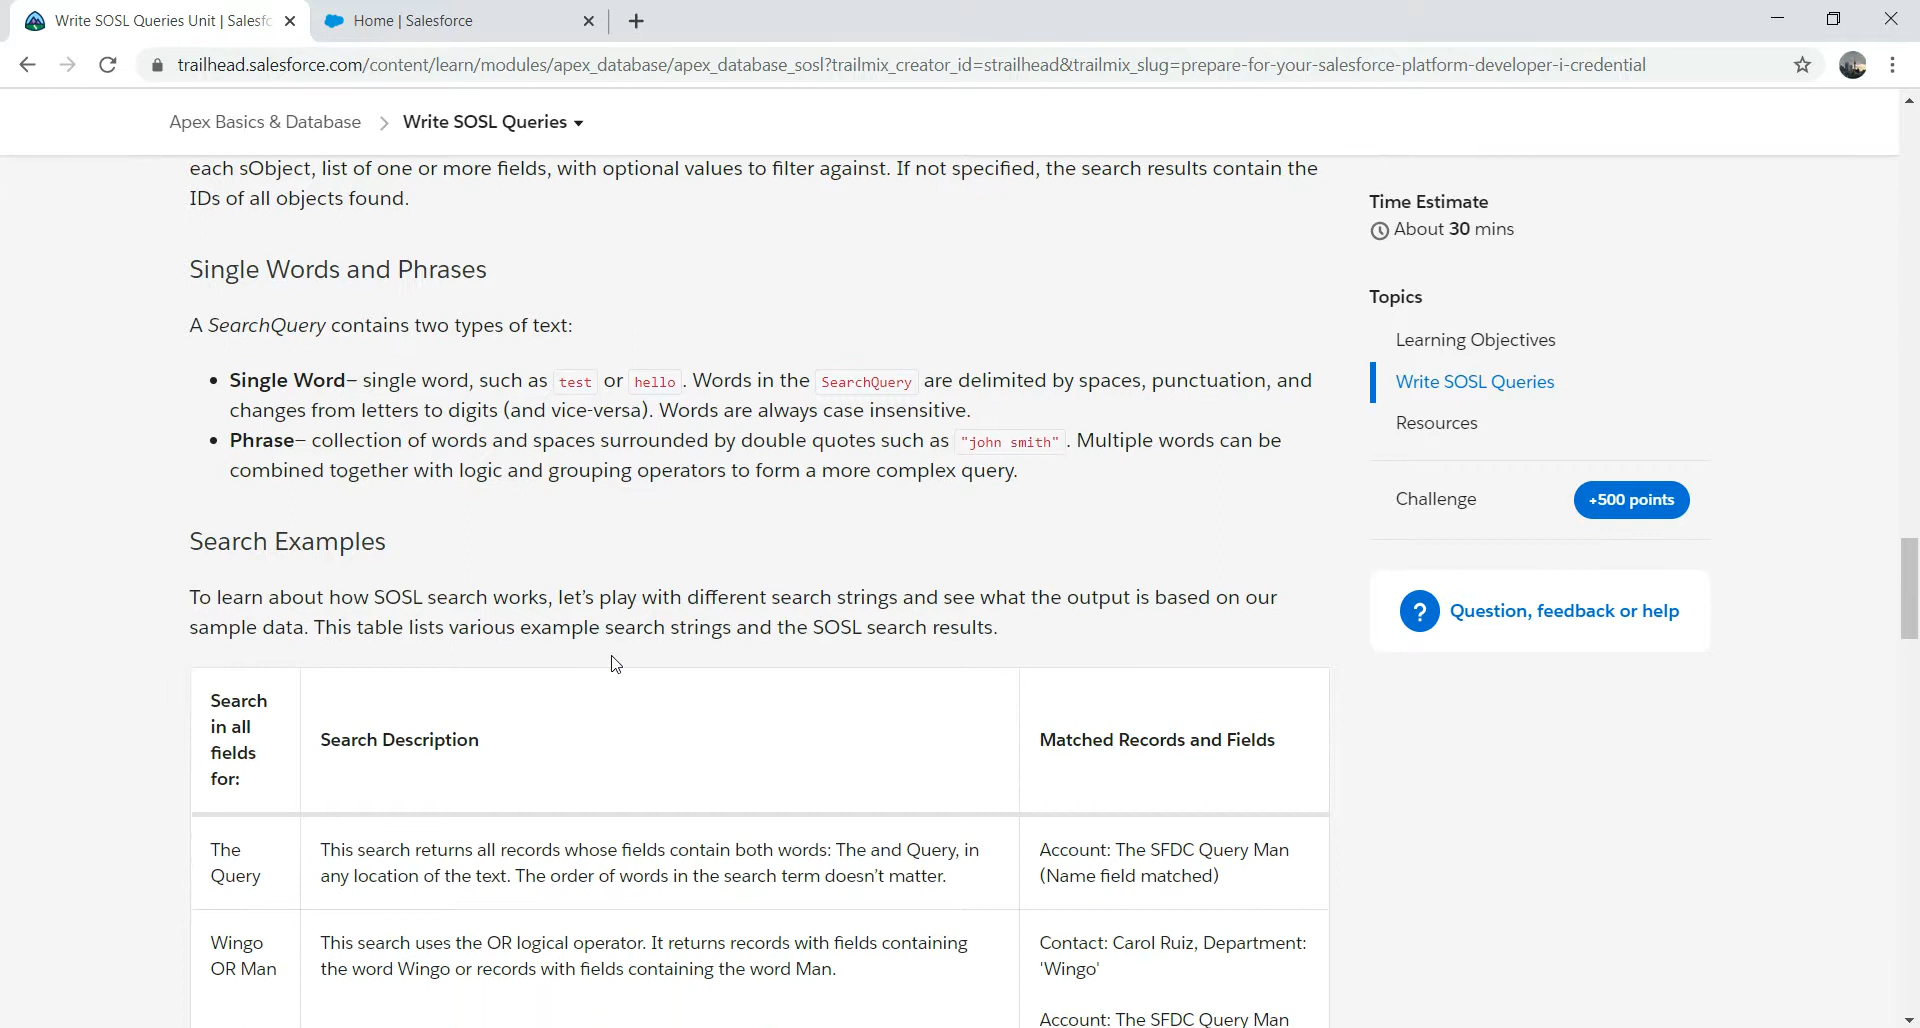 Write SOSL Queries Unit | Salesfc
Home | Salesforce
trailhead.salesforce.com/content/learn/modules/apex_database/apex_database_sosl?trailmix_creator_id=strailhead&trailmix_slug=prepare-for-your-salesforce-platform-developer-i-credential
Apex Basics & Database > Write SOSL Queries
each sObject, list of one or more fields, with optional values to filter against. If not specified, the search results contain the
IDs of all objects found.
Single Words and Phrases
A SearchQuery contains two types of text:
• Single Word– single word, such as test or hello. Words in the SearchQuery are delimited by spaces, punctuation, and
changes from letters to digits (and vice-versa). Words are always case insensitive.
• Phrase– collection of words and spaces surrounded by double quotes such as "john smith". Multiple words can be
combined together with logic and grouping operators to form a more complex query.
Search Examples
To learn about how SOSL search works, let’s play with different search strings and see what the output is based on our
sample data. This table lists various example search strings and the SOSL search results.
Search
in all
fields
for:
Search Description
Matched Records and Fields
The
Query
This search returns all records whose fields contain both words: The and Query, in
any location of the text. The order of words in the search term doesn’t matter.
Account: The SFDC Query Man
(Name field matched)
Wingo
OR Man
This search uses the OR logical operator. It returns records with fields containing
the word Wingo or records with fields containing the word Man.
Contact: Carol Ruiz, Department:
'Wingo'
Account: The SFDC Query Man
Time Estimate
About 30 mins
Topics
Learning Objectives
Write SOSL Queries
Resources
Challenge
+500 points
? Question, feedback or help